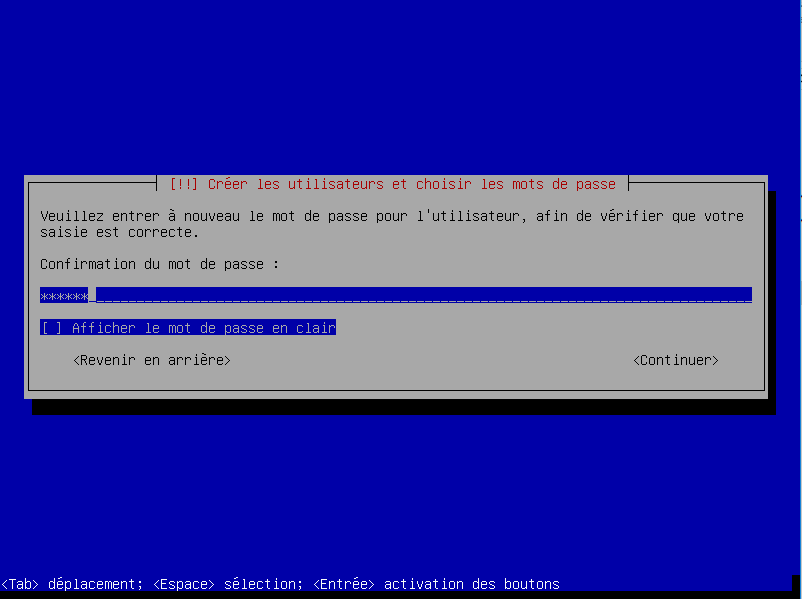 [!!] Créer les utilisateurs et choisir les mots de passe
Veuillez entrer à nouveau le mot de passe pour l'utilisateur, afin de vérifier que votre
saisie est correcte.
Confirmation du mot de passe :
******
[ ] Afficher le mot de passe en clair
<Revenir en arrière> <Continuer>
<Tab> déplacement; <Espace> sélection; <Entrée> activation des boutons